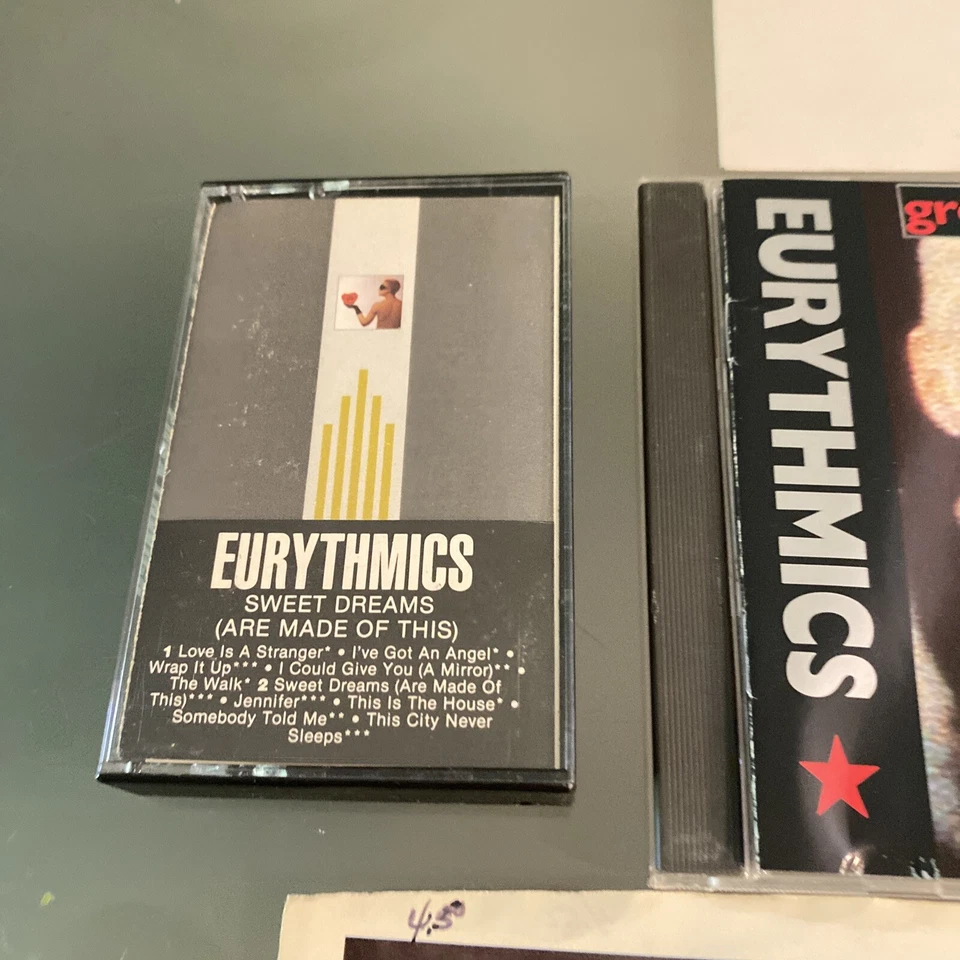 EURYTHMICS
SWEET DREAMS
(ARE MADE OF THIS)
1 Love Is A Stranger* • I've Got An Angel* •
Wrap It Up*** • I Could Give You (A Mirror)** •
The Walk* 2 Sweet Dreams (Are Made Of
This)*** • Jennifer*** • This Is The House* •
Somebody Told Me** • This City Never
Sleeps***
EURYTHMICS
gre
4.50